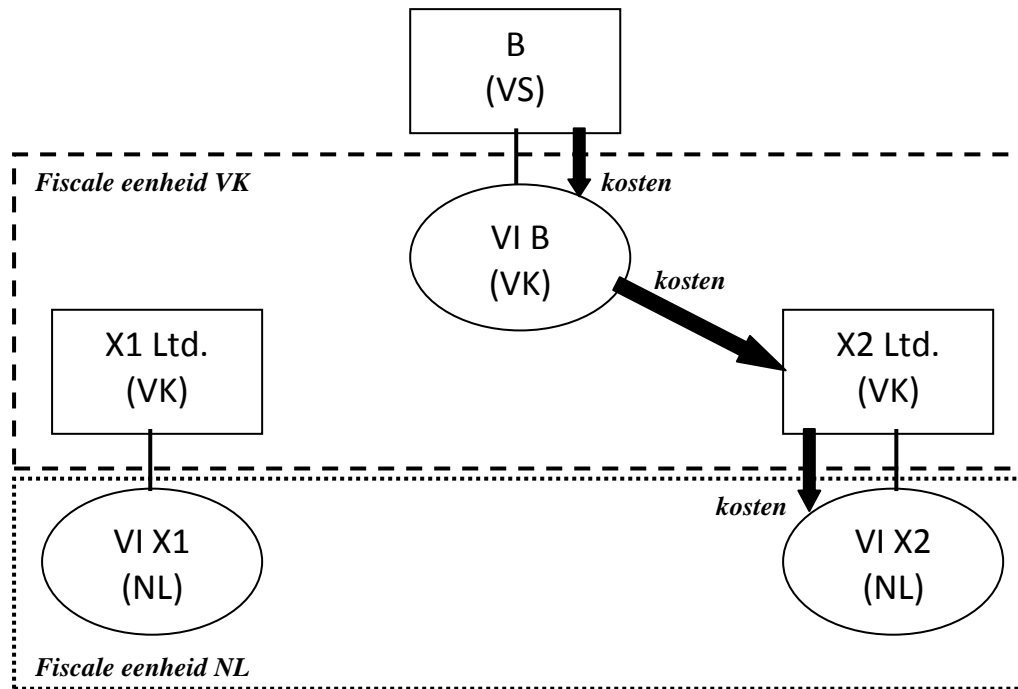 B
(VS)
Fiscale eenheid VK
kosten
VI B
(VK)
kosten
X1 Ltd.
(VK)
X2 Ltd.
(VK)
kosten
VI X1
(NL)
VI X2
(NL)
Fiscale eenheid NL